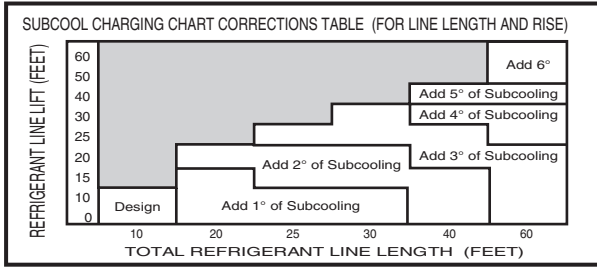 SUBCOOL CHARGING CHART CORRECTIONS TABLE (FOR LINE LENGTH AND RISE)
REFRIGERANT LINE LIFT (FEET)
60
50
40
30
25
20
15
10
0
Add 6°
Add 5° of Subcooling
Add 4° of Subcooling
Add 3° of Subcooling
Add 2° of Subcooling
Design
Add 1° of Subcooling
10 20 25 30 40 60
TOTAL REFRIGERANT LINE LENGTH (FEET)